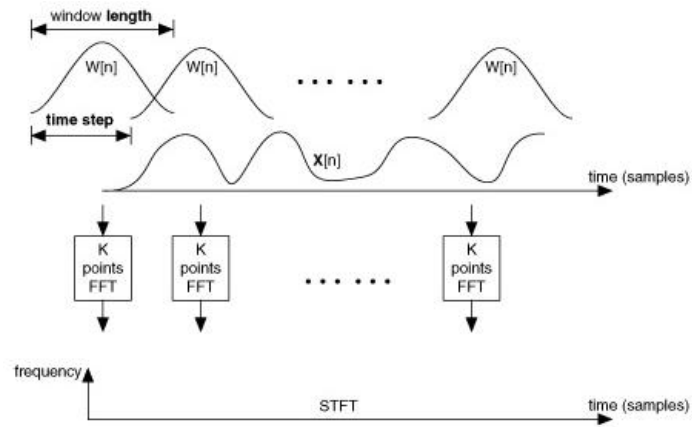 window length
W[n]
W[n]
W[n]
time step
X[n]
time (samples)
K
points
FFT
K
points
FFT
K
points
FFT
frequency
STFT
time (samples)